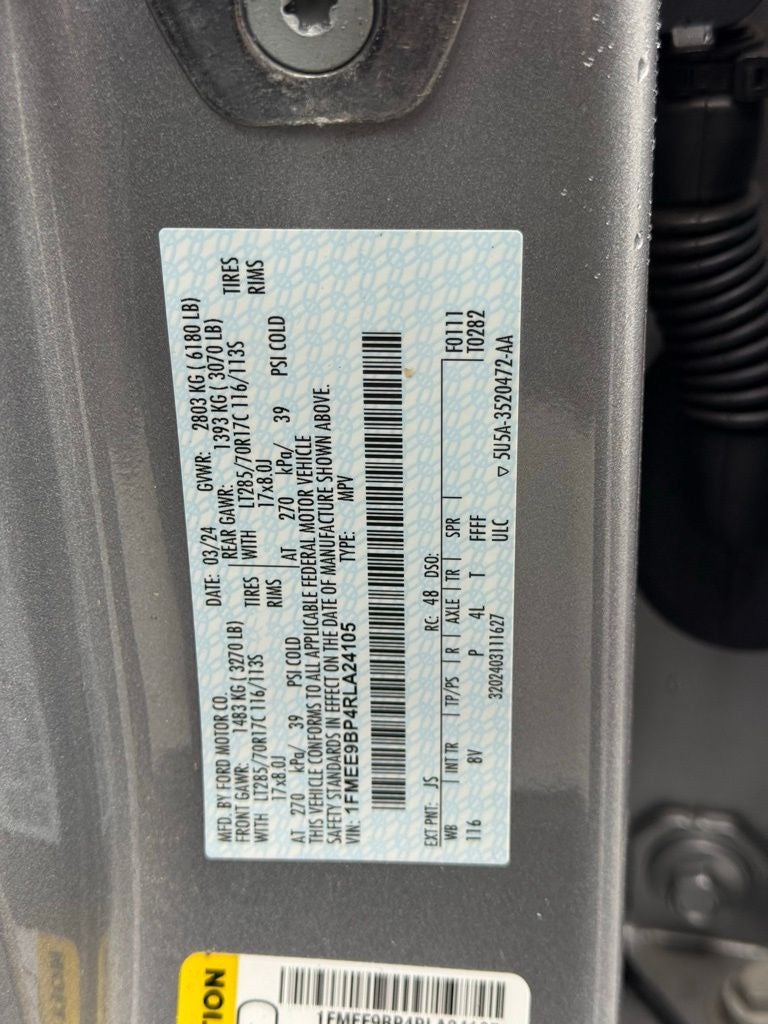 MFD. BY FORD MOTOR CO.
DATE: 03/24 GVWR: 2803 KG ( 6180 LB)
FRONT GAWR: 1483 KG ( 3270 LB) REAR GAWR: 1393 KG ( 3070 LB)
WITH LT285/70R17C 116/113S TIRES WITH LT285/70R17C 116/113S TIRES
17x8.0J RIMS 17x8.0J RIMS
AT 270 kPa/ 39 PSI COLD AT 270 kPa/ 39 PSI COLD
THIS VEHICLE CONFORMS TO ALL APPLICABLE FEDERAL MOTOR VEHICLE
SAFETY STANDARDS IN EFFECT ON THE DATE OF MANUFACTURE SHOWN ABOVE.
VIN: 1FMEE9BP4RLA24105 TYPE: MPV
EXT PNT: JS RC: 48 DSO: F0111
WB INT TR TP/PS R AXLE TR SPR T0282
116 8V P 4L T FFFF
3202403111627 ULC ▽ 5U5A-3520472-AA
TION
1FMEE9BP4RLA24105